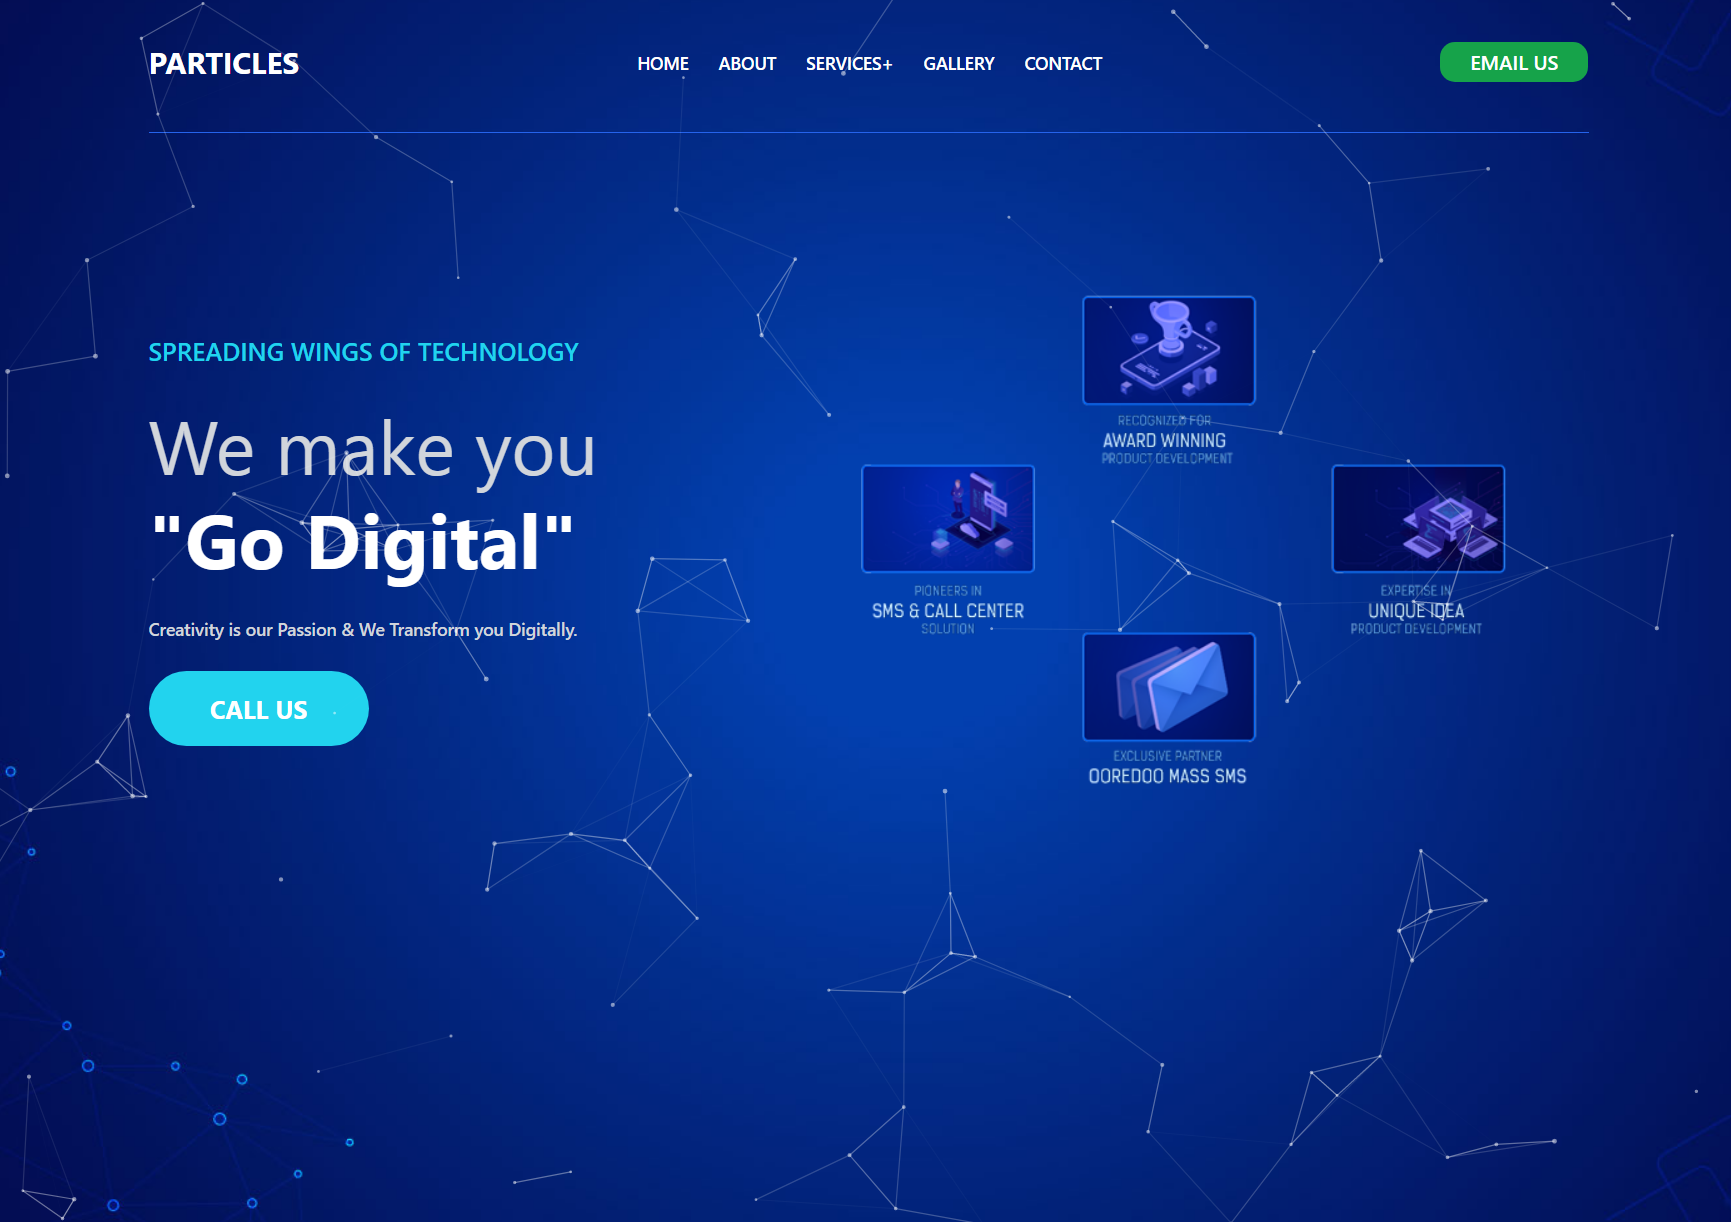 PARTICLES
HOME ABOUT SERVICES+ GALLERY CONTACT
EMAIL US
SPREADING WINGS OF TECHNOLOGY
We make you
"Go Digital"
Creativity is our Passion & We Transform you Digitally.
CALL US
RECOGNIZED FOR
AWARD WINNING
PRODUCT DEVELOPMENT
PIONEERS IN
SMS & CALL CENTER
SOLUTION
EXPERTISE IN
UNIQUE IDEA
PRODUCT DEVELOPMENT
EXCLUSIVE PARTNER
OOREDOO MASS SMS